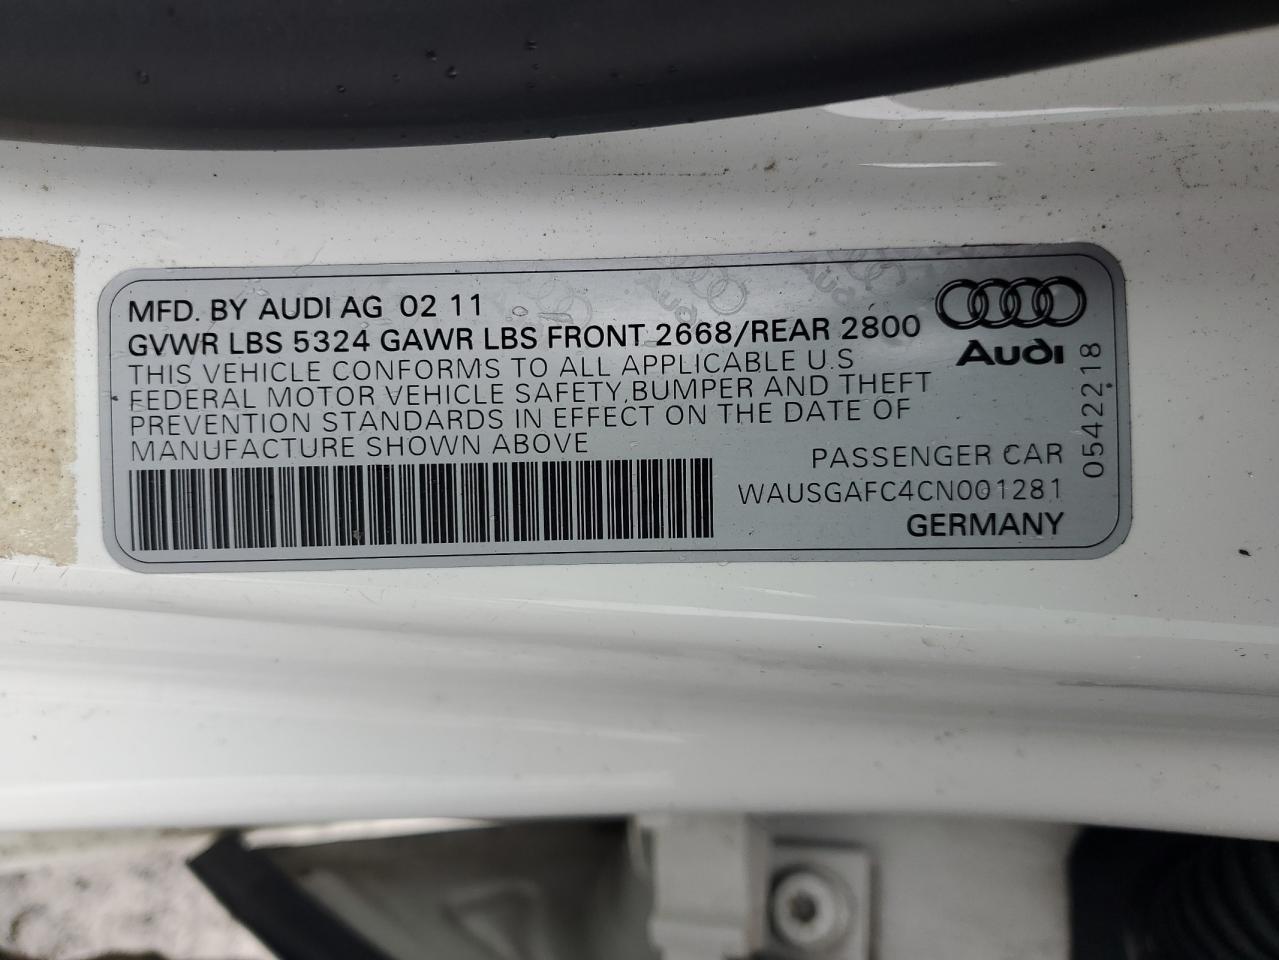 MFD. BY AUDI AG 02 11
GVWR LBS 5324 GAWR LBS FRONT 2668/REAR 2800
THIS VEHICLE CONFORMS TO ALL APPLICABLE U.S
FEDERAL MOTOR VEHICLE SAFETY,BUMPER AND THEFT
PREVENTION STANDARDS IN EFFECT ON THE DATE OF
MANUFACTURE SHOWN ABOVE
Audi
PASSENGER CAR
WAUSGAFC4CN001281
GERMANY
0542218